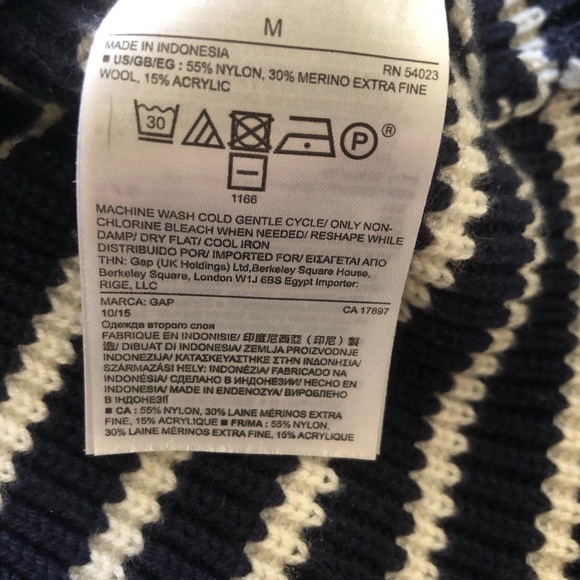 M
MADE IN INDONESIA
RN 54023
■ US/GB/EG : 55% NYLON, 30% MERINO EXTRA FINE
WOOL, 15% ACRYLIC
30
P®
1166
MACHINE WASH COLD GENTLE CYCLE/ ONLY NON-
CHLORINE BLEACH WHEN NEEDED/ RESHAPE WHILE
DAMP/ DRY FLAT/ COOL IRON
DISTRIBUIDO POR/ IMPORTED FOR/ ΕΙΣΑΓΕΤΑΙ ΑΠΟ
ΤΗΝ: Gap (UK Holdings) Ltd,Berkeley Square House,
Berkeley Square, London W1J 6BS Egypt Importer:
RIGE, LLC
MARCA: GAP
CA 17897
10/15
Одежда второго слоя
FABRIQUE EN INDONISIE/ 印度尼西亞 (印尼) 製
造/ DIBUAT DI INDONESIA/ ZEMLJA PROIZVODNJE
INDONEZIJA/ ΚΑΤΑΣΚΕΥΑΣΤΗΚΕ ΣΤΗΝ ΙΝΔΟΝΗΣΙΑ/
SZÁRMAZÁSI HELY: INDONÉZIA/ FABRICADO NA
INDONÉSIA/ СДЕЛАНО В ИНДОНЕЗИИ/ HECHO EN
INDONESIA/ MADE IN ENDENOZYA/ ВИРОБЛЕНО
В ІНДОНЕЗІЇ
■ CA : 55% NYLON, 30% LAINE MÉRINOS EXTRA
FINE, 15% ACRYLIQUE ■ FR/MA : 55% NYLON,
30% LAINE MÉRINOS EXTRA FINE, 15% ACRYLIQUE